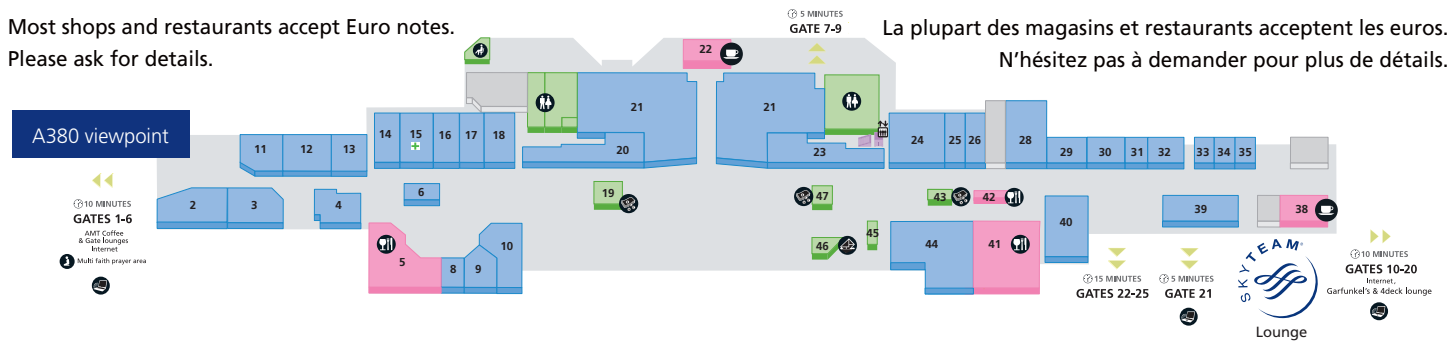 Most shops and restaurants accept Euro notes.
Please ask for details.
5 MINUTES
GATE 7-9
La plupart des magasins et restaurants acceptent les euros.
N'hésitez pas à demander pour plus de détails.
A380 viewpoint
22
21
21
14
15
16
17
18
20
23
24
25
26
28
11
12
13
29
30
31
32
33
34
35
10 MINUTES
GATES 1-6
AMT Coffee
& Gate lounges
Internet
Multi faith prayer area
2
3
4
6
19
47
43
42
5
8
9
10
46
45
44
41
40
39
38
15 MINUTES
GATES 22-25
5 MINUTES
GATE 21
SKYTEAM
Lounge
10 MINUTES
GATES 10-20
Internet,
Garfunkel's & 4deck lounge